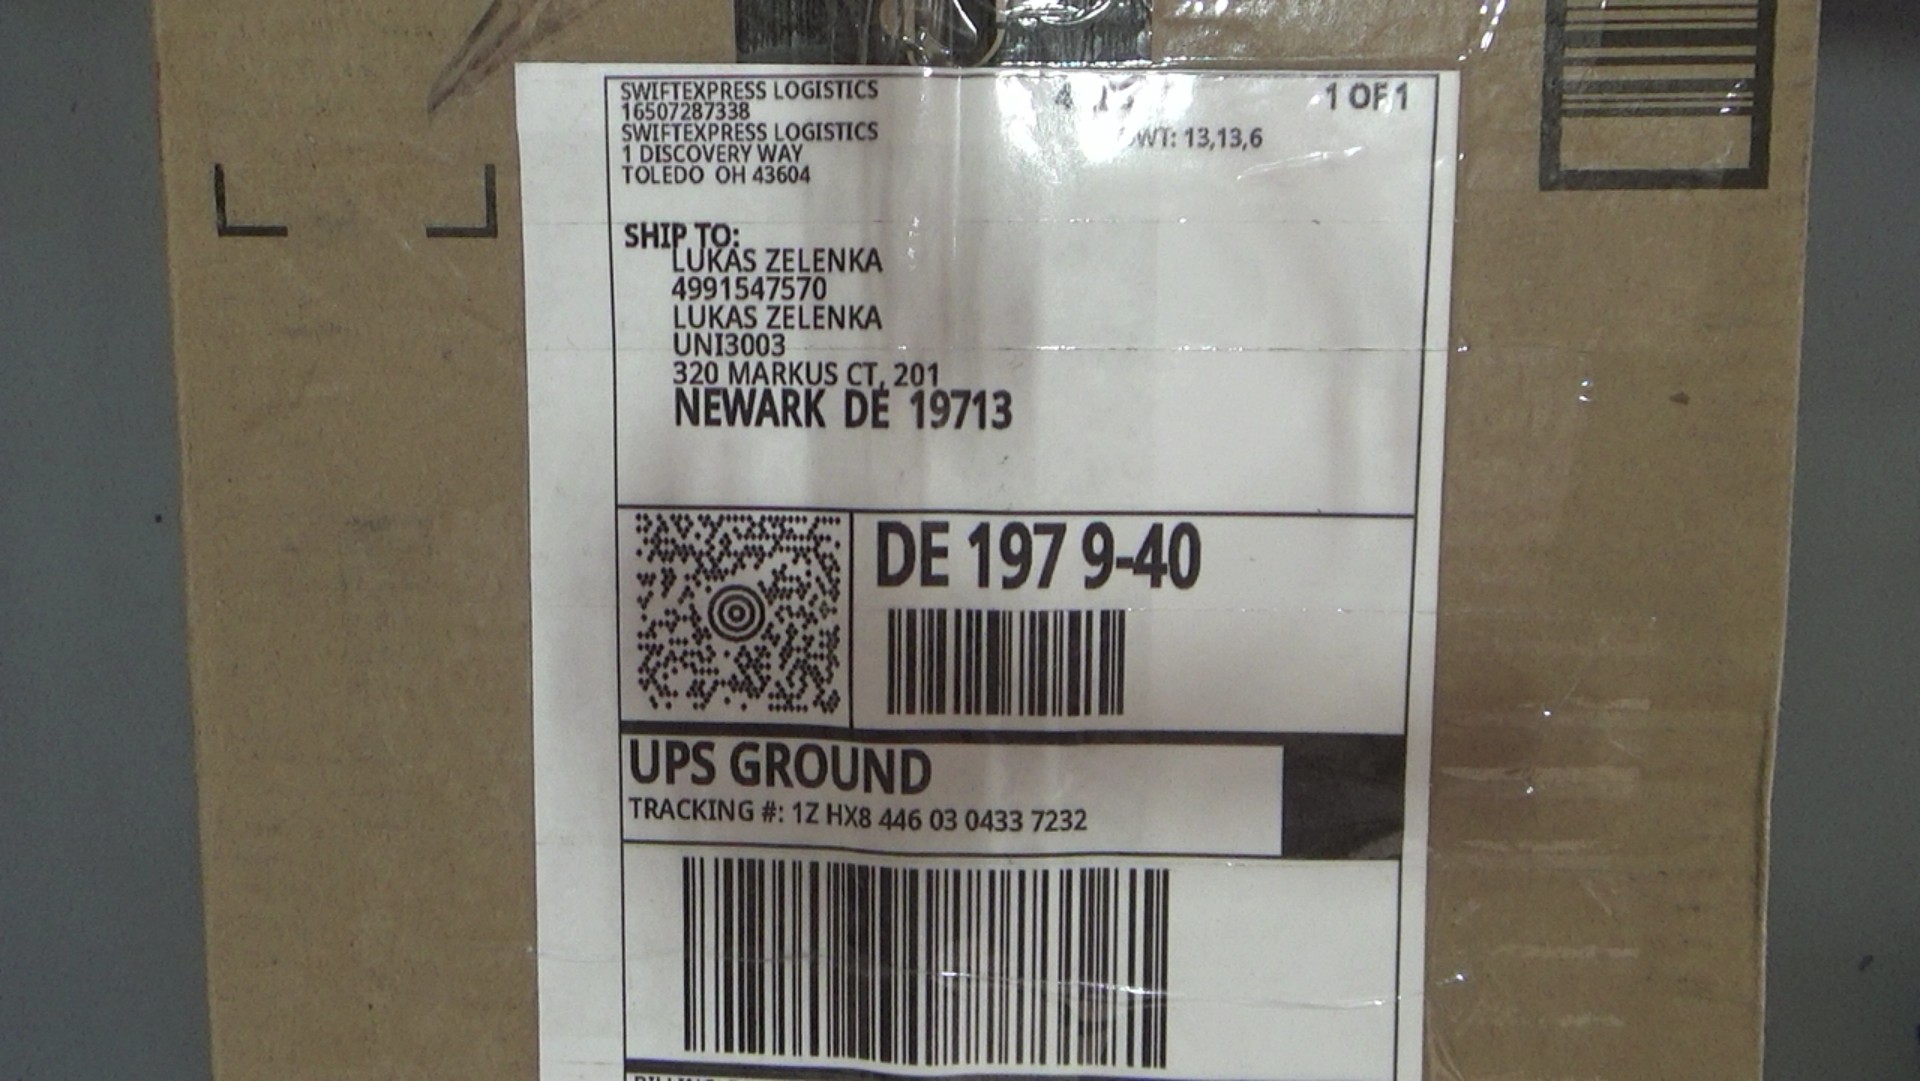 SWIFTEXPRESS LOGISTICS
16507287338
SWIFTEXPRESS LOGISTICS
1 DISCOVERY WAY
TOLEDO OH 43604
1 OF 1
13,13,6
SHIP TO:
LUKAS ZELENKA
4991547570
LUKAS ZELENKA
UNI3003
320 MARKUS CT, 201
NEWARK DE 19713
DE 197 9-40
UPS GROUND
TRACKING #: 1Z HX8 446 03 0433 7232